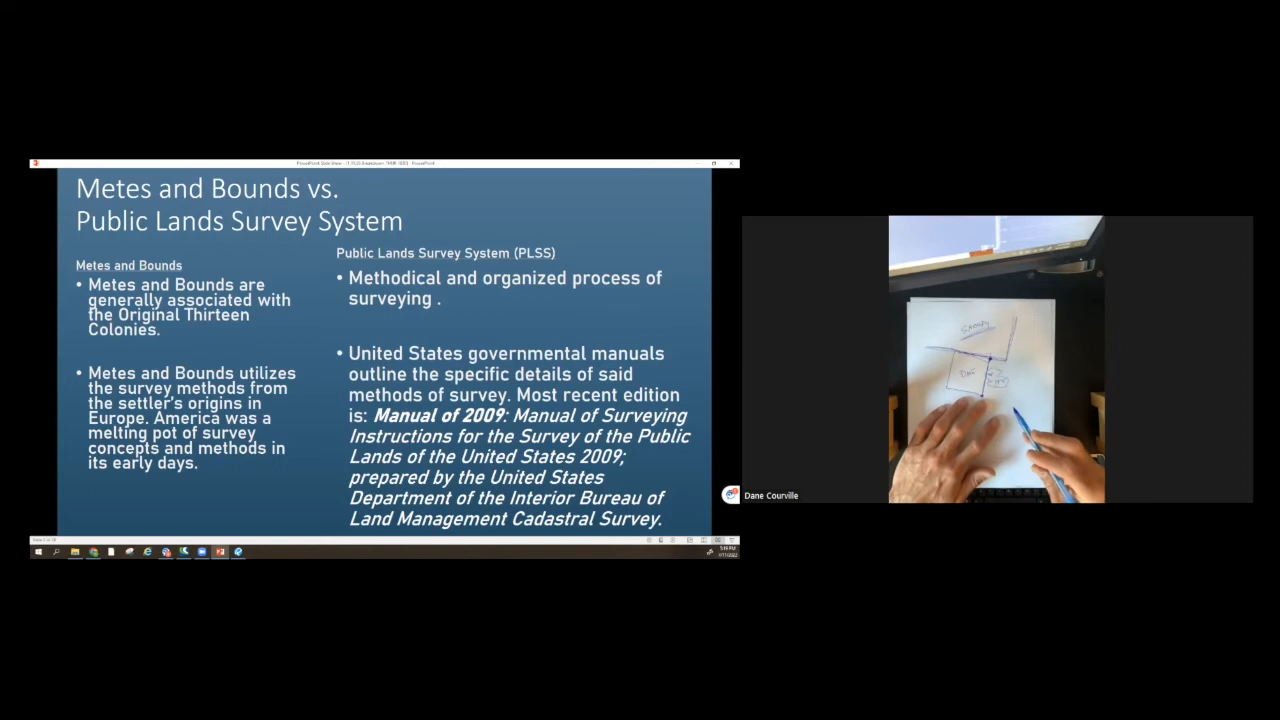 PowerPoint Slide Show
Metes and Bounds vs.
Public Lands Survey System
Metes and Bounds
• Metes and Bounds are
generally associated with
the Original Thirteen
Colonies.
• Metes and Bounds utilizes
the survey methods from
the settler's origins in
Europe. America was a
melting pot of survey
concepts and methods in
its early days.
Public Lands Survey System (PLSS)
• Methodical and organized process of
surveying .
• United States governmental manuals
outline the specific details of said
methods of survey. Most recent edition
is: Manual of 2009: Manual of Surveying
Instructions for the Survey of the Public
Lands of the United States 2009;
prepared by the United States
Department of the Interior Bureau of
Land Management Cadastral Survey.
Dane Courville